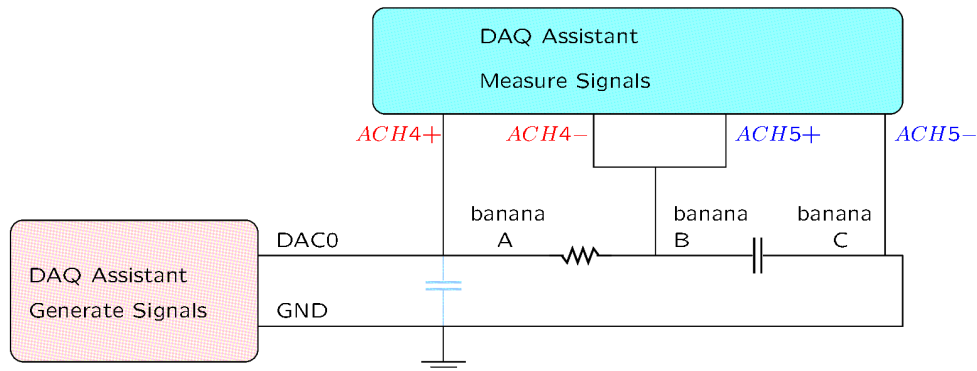 DAQ Assistant
Measure Signals
ACH4+
ACH4−
ACH5+
ACH5−
banana
A
banana
B
banana
C
DAC0
DAQ Assistant
Generate Signals
GND